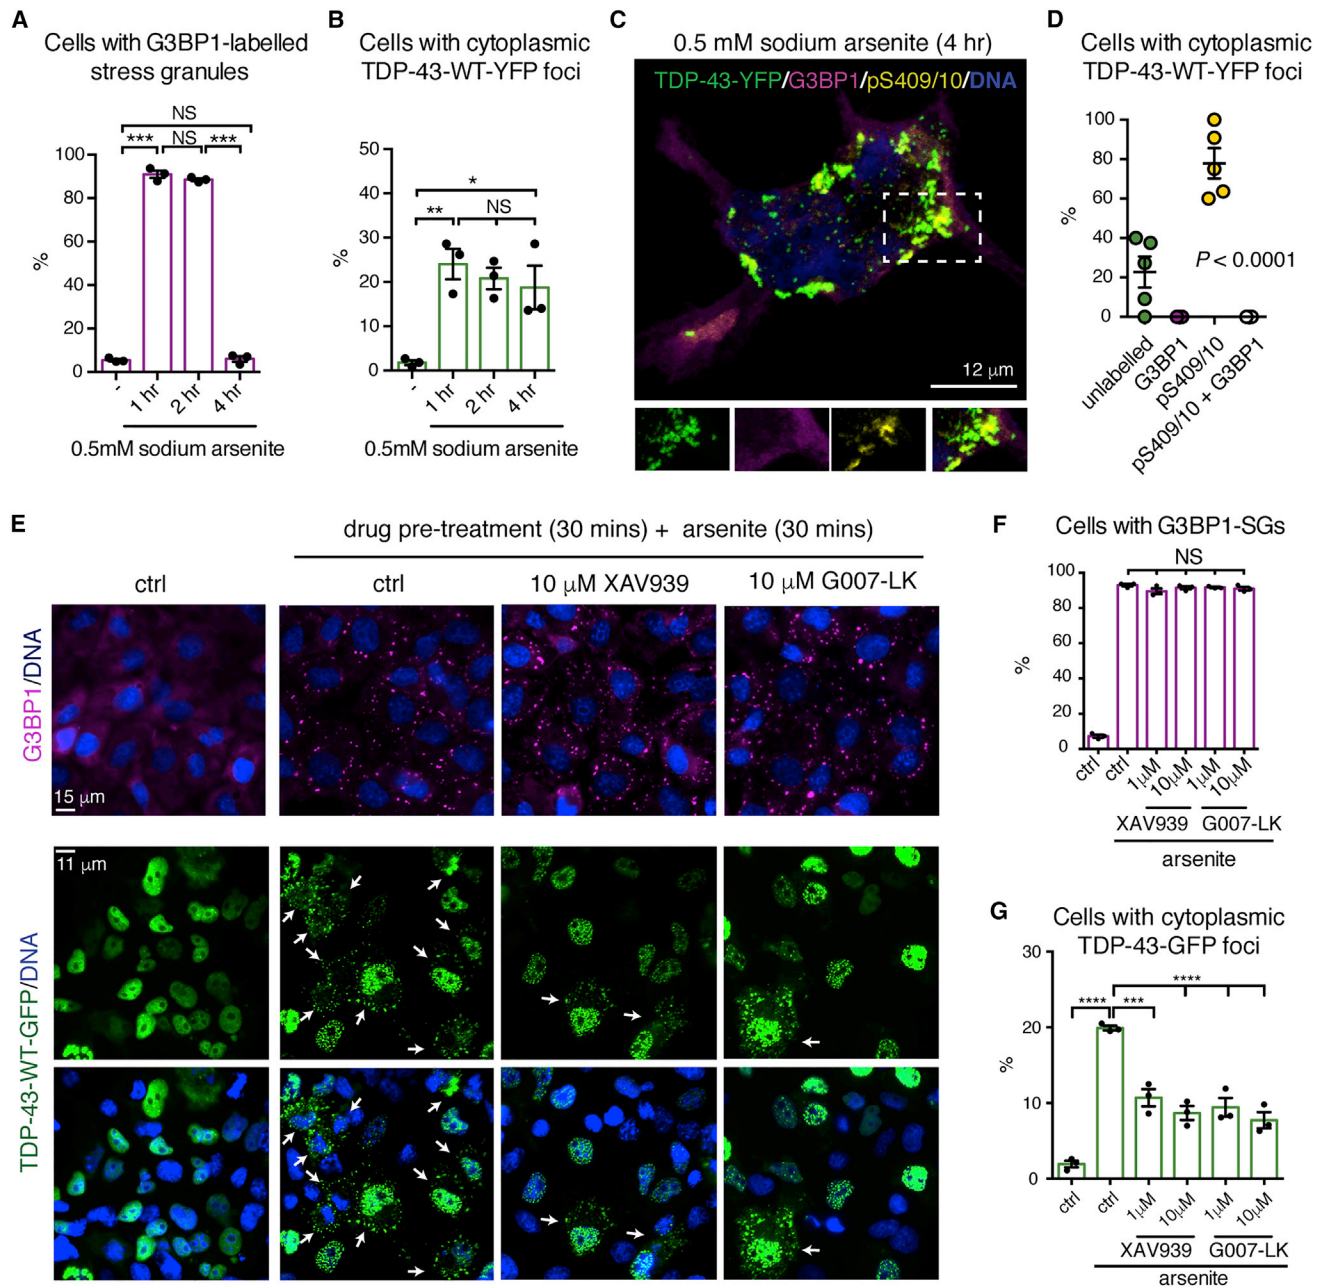 A
Cells with G3BP1-labelled
stress granules
NS
*** NS ***
%
100
80
60
40
20
0
- 1 hr 2 hr 4 hr
0.5mM sodium arsenite
B
Cells with cytoplasmic
TDP-43-WT-YFP foci
*
** NS
%
50
40
30
20
10
0
- 1 hr 2 hr 4 hr
0.5mM sodium arsenite
C
0.5 mM sodium arsenite (4 hr)
TDP-43-YFP/G3BP1/pS409/10/DNA
12 μm
D
Cells with cytoplasmic
TDP-43-WT-YFP foci
%
100
80
60
40
20
0
P < 0.0001
unlabelled
G3BP1
pS409/10
pS409/10 + G3BP1
E
drug pre-treatment (30 mins) + arsenite (30 mins)
ctrl ctrl 10 μM XAV939 10 μM G007-LK
G3BP1/DNA
15 μm
TDP-43-WT-GFP/DNA
11 μm
F
Cells with G3BP1-SGs
NS
%
100
80
60
40
20
0
ctrl ctrl 1μM 10μM 1μM 10μM
XAV939 G007-LK
arsenite
G
Cells with cytoplasmic
TDP-43-GFP foci
****
**** ***
%
30
20
10
0
ctrl ctrl 1μM 10μM 1μM 10μM
XAV939 G007-LK
arsenite